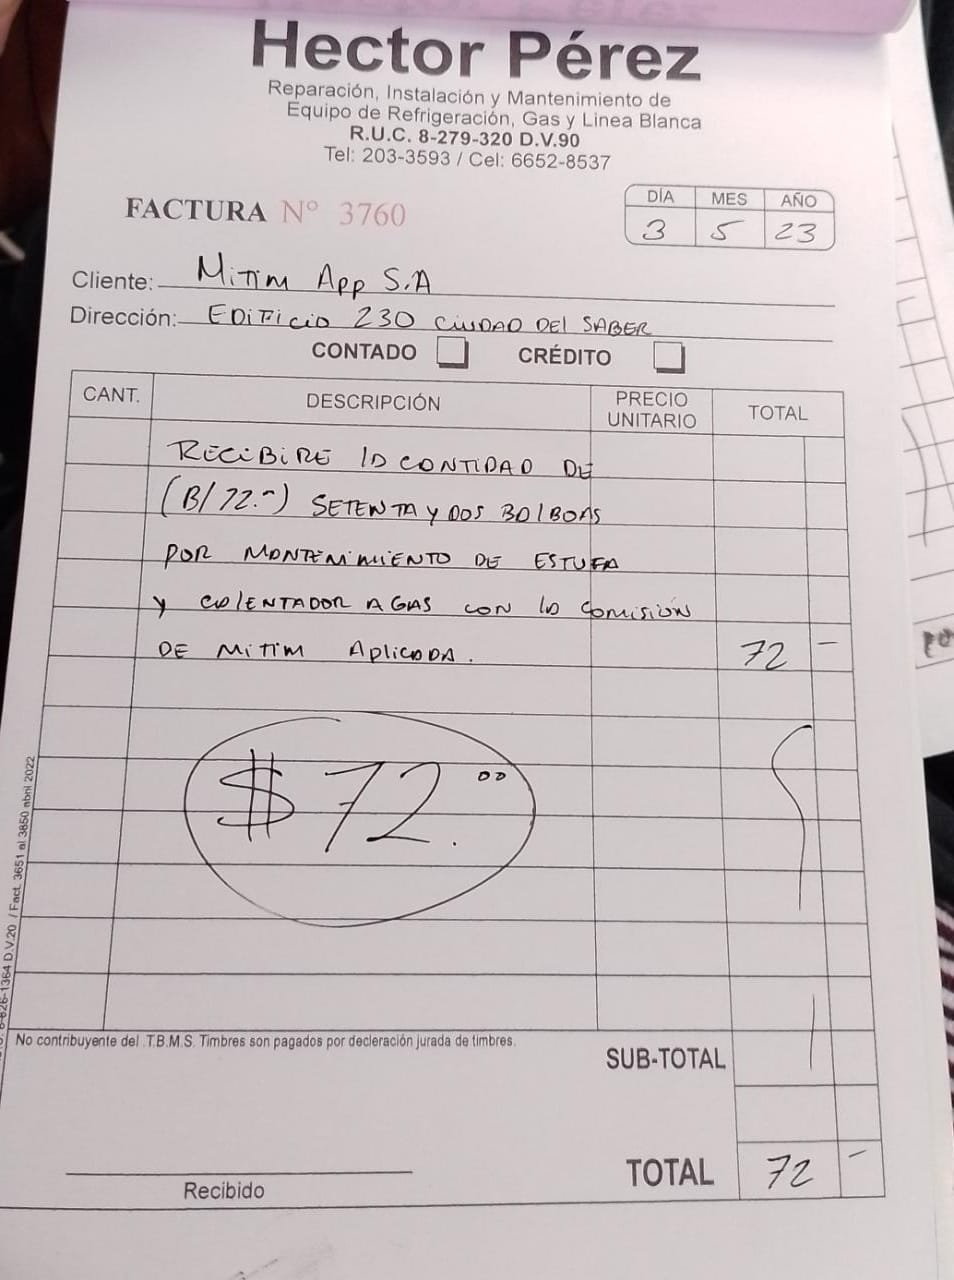 Hector Pérez
Reparación, Instalación y Mantenimiento de
Equipo de Refrigeración, Gas y Linea Blanca
R.U.C. 8-279-320 D.V.90
Tel: 203-3593 / Cel: 6652-8537
FACTURA N° 3760
DÍA MES AÑO
3 5 23
Cliente: MiTim App S.A
Dirección: EDIFICIO 230 CIUDAD DEl SABER
CONTADO CRÉDITO
CANT. DESCRIPCIÓN PRECIO UNITARIO TOTAL
RECIBIRE lA CANTIDAD DE
(B/72.-) SETENTA Y DOS BAlBOAS
POR MANTENIMIENTO DE ESTUFA
Y CAlENTADOR A GAS CON lA COMISIÓN
DE MITIM APlICADA. 72 -
$72.00
SUB-TOTAL
TOTAL 72 -
No contribuyente del .T.B.M.S. Timbres son pagados por decleración jurada de timbres.
Recibido
8-826-1364 D.V.20 / Fact. 3651 al 3850 abril 2022